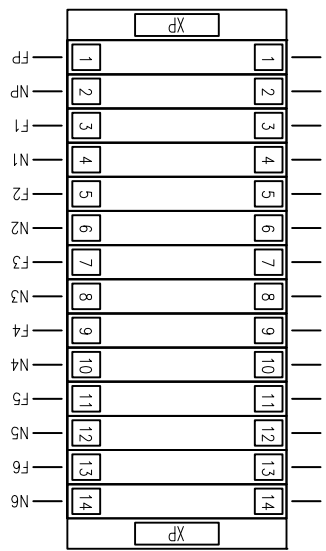 XP
FP 1 1
NP 2 2
F1 3 3
N1 4 4
F2 5 5
N2 6 6
F3 7 7
N3 8 8
F4 9 9
N4 10 10
F5 11 11
N5 12 12
F6 13 13
N6 14 14
XP